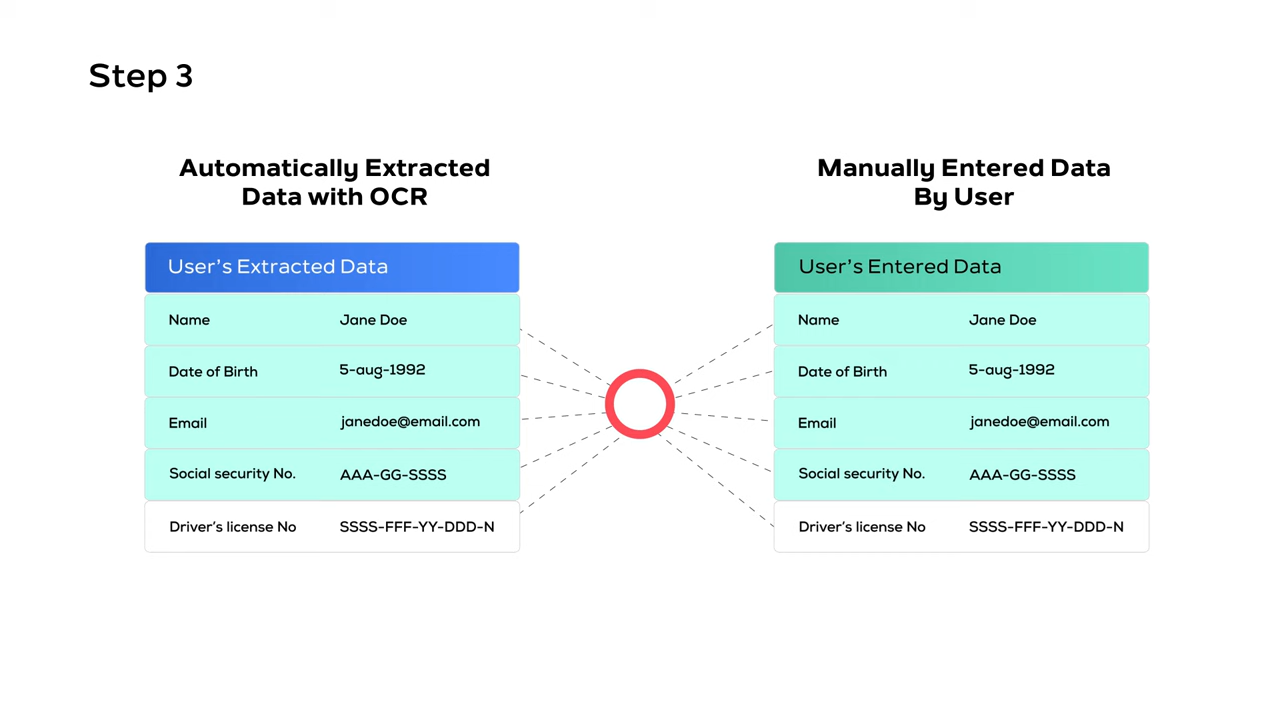 Step 3
Automatically Extracted
Data with OCR
User's Extracted Data
Name Jane Doe
Date of Birth 5-aug-1992
Email janedoe@email.com
Social security No. AAA-GG-SSSS
Driver's license No SSSS-FFF-YY-DDD-N
Manually Entered Data
By User
User's Entered Data
Name Jane Doe
Date of Birth 5-aug-1992
Email janedoe@email.com
Social security No. AAA-GG-SSSS
Driver's license No SSSS-FFF-YY-DDD-N